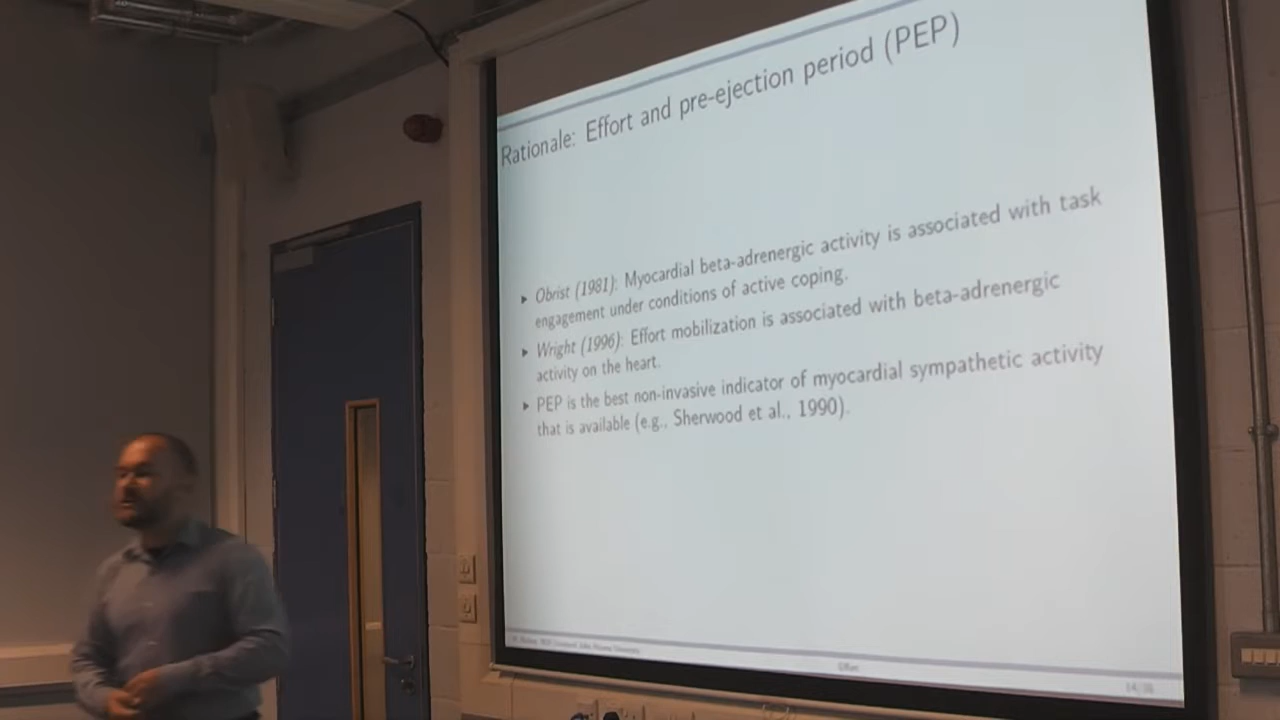 Rationale: Effort and pre-ejection period (PEP)
Obrist (1981): Myocardial beta-adrenergic activity is associated with task
engagement under conditions of active coping.
Wright (1996): Effort mobilization is associated with beta-adrenergic
activity on the heart.
PEP is the best non-invasive indicator of myocardial sympathetic activity
that is available (e.g., Sherwood et al., 1990).
Effort